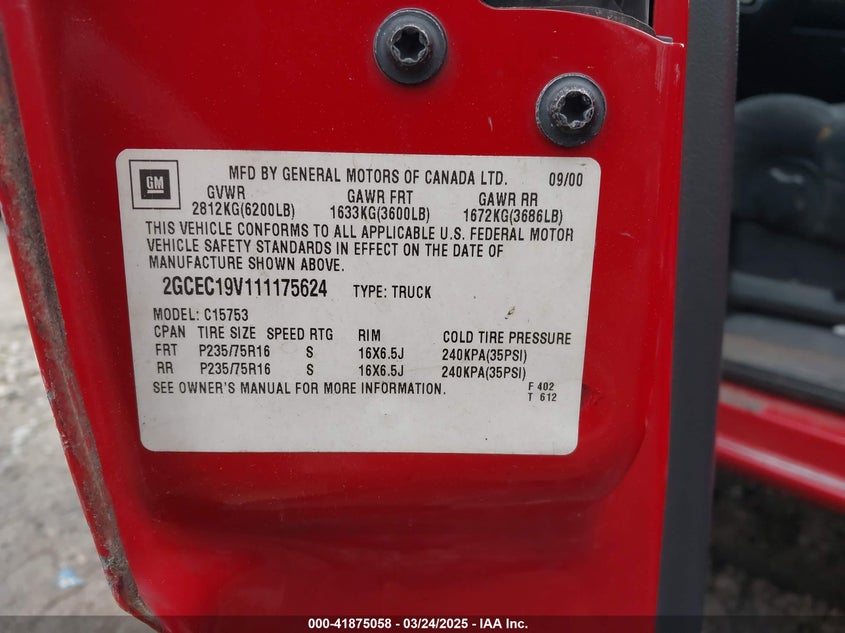 GM
MFD BY GENERAL MOTORS OF CANADA LTD. 09/00
GVWR GAWR FRT GAWR RR
2812KG(6200LB) 1633KG(3600LB) 1672KG(3686LB)
THIS VEHICLE CONFORMS TO ALL APPLICABLE U.S. FEDERAL MOTOR
VEHICLE SAFETY STANDARDS IN EFFECT ON THE DATE OF
MANUFACTURE SHOWN ABOVE.
2GCEC19V111175624 TYPE: TRUCK
MODEL: C15753
CPAN TIRE SIZE SPEED RTG RIM COLD TIRE PRESSURE
FRT P235/75R16 S 16X6.5J 240KPA(35PSI)
RR P235/75R16 S 16X6.5J 240KPA(35PSI)
SEE OWNER'S MANUAL FOR MORE INFORMATION.
F 402
T 612
000-41875058 - 03/24/2025 - IAA Inc.